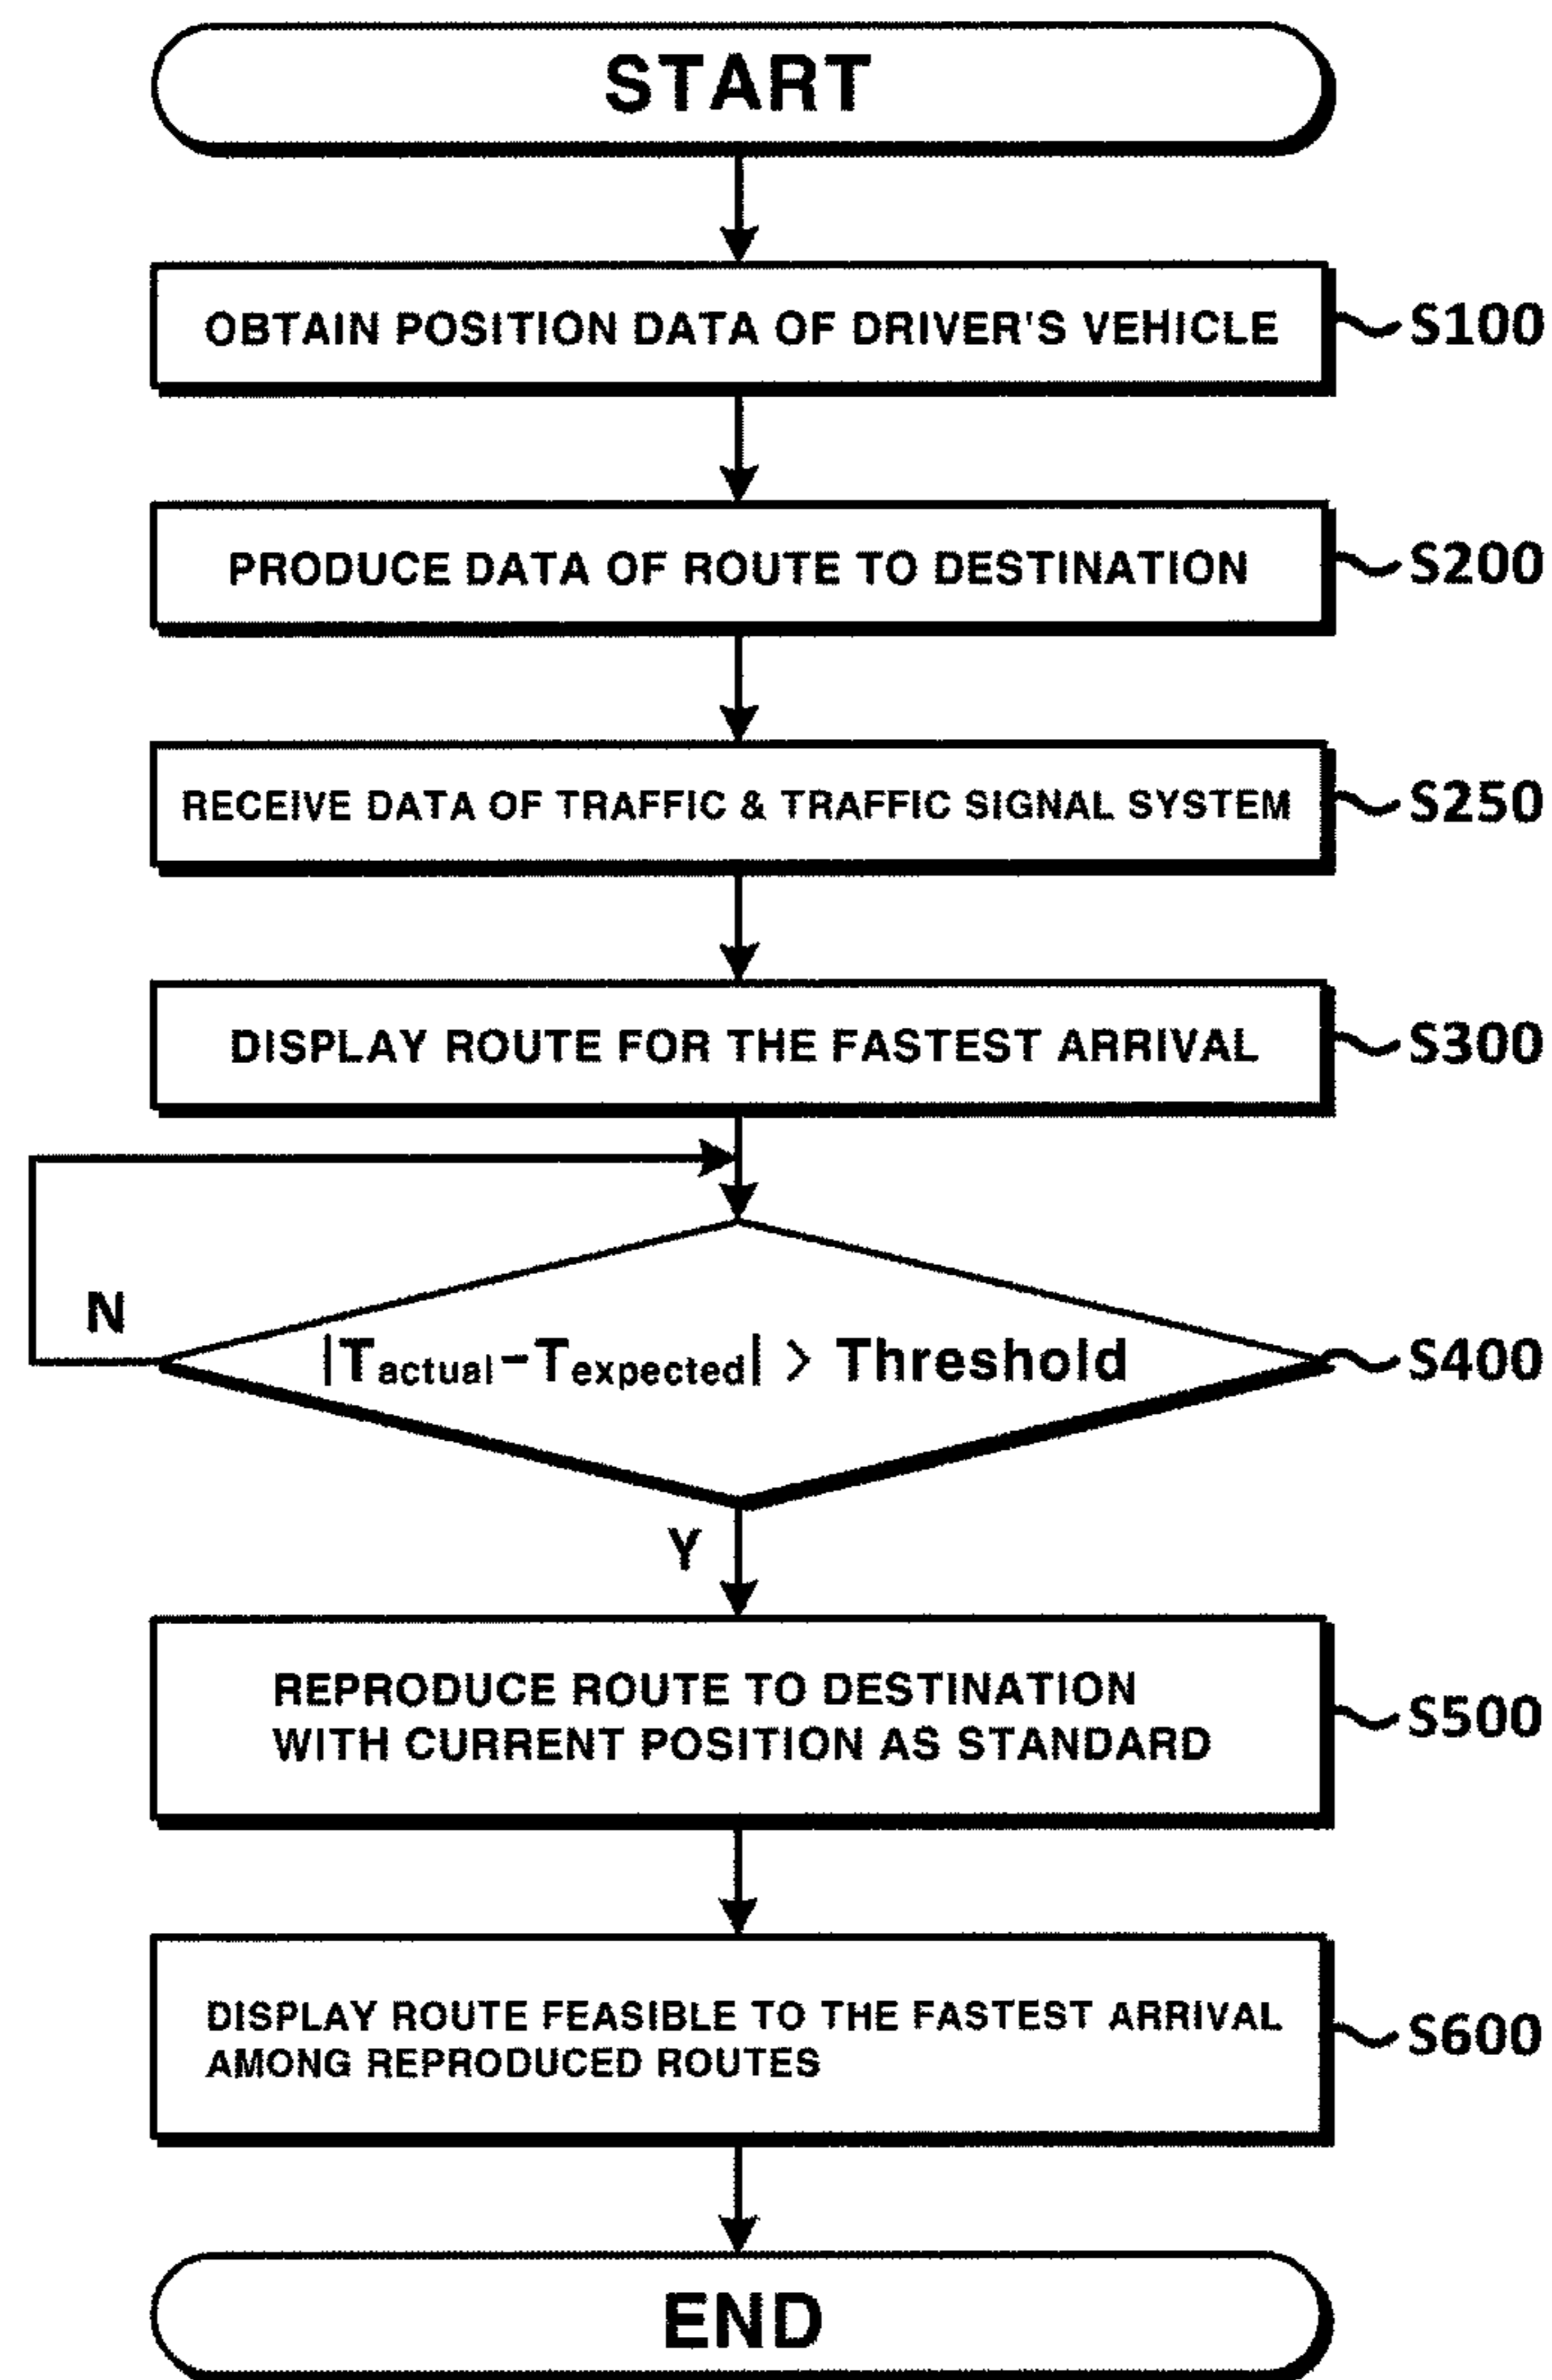 START
OBTAIN POSITION DATA OF DRIVER'S VEHICLE
S100
PRODUCE DATA OF ROUTE TO DESTINATION
S200
RECEIVE DATA OF TRAFFIC & TRAFFIC SIGNAL SYSTEM
S250
DISPLAY ROUTE FOR THE FASTEST ARRIVAL
S300
N
|Tactual-Texpected| > Threshold
S400
Y
REPRODUCE ROUTE TO DESTINATION
WITH CURRENT POSITION AS STANDARD
S500
DISPLAY ROUTE FEASIBLE TO THE FASTEST ARRIVAL
AMONG REPRODUCED ROUTES
S600
END